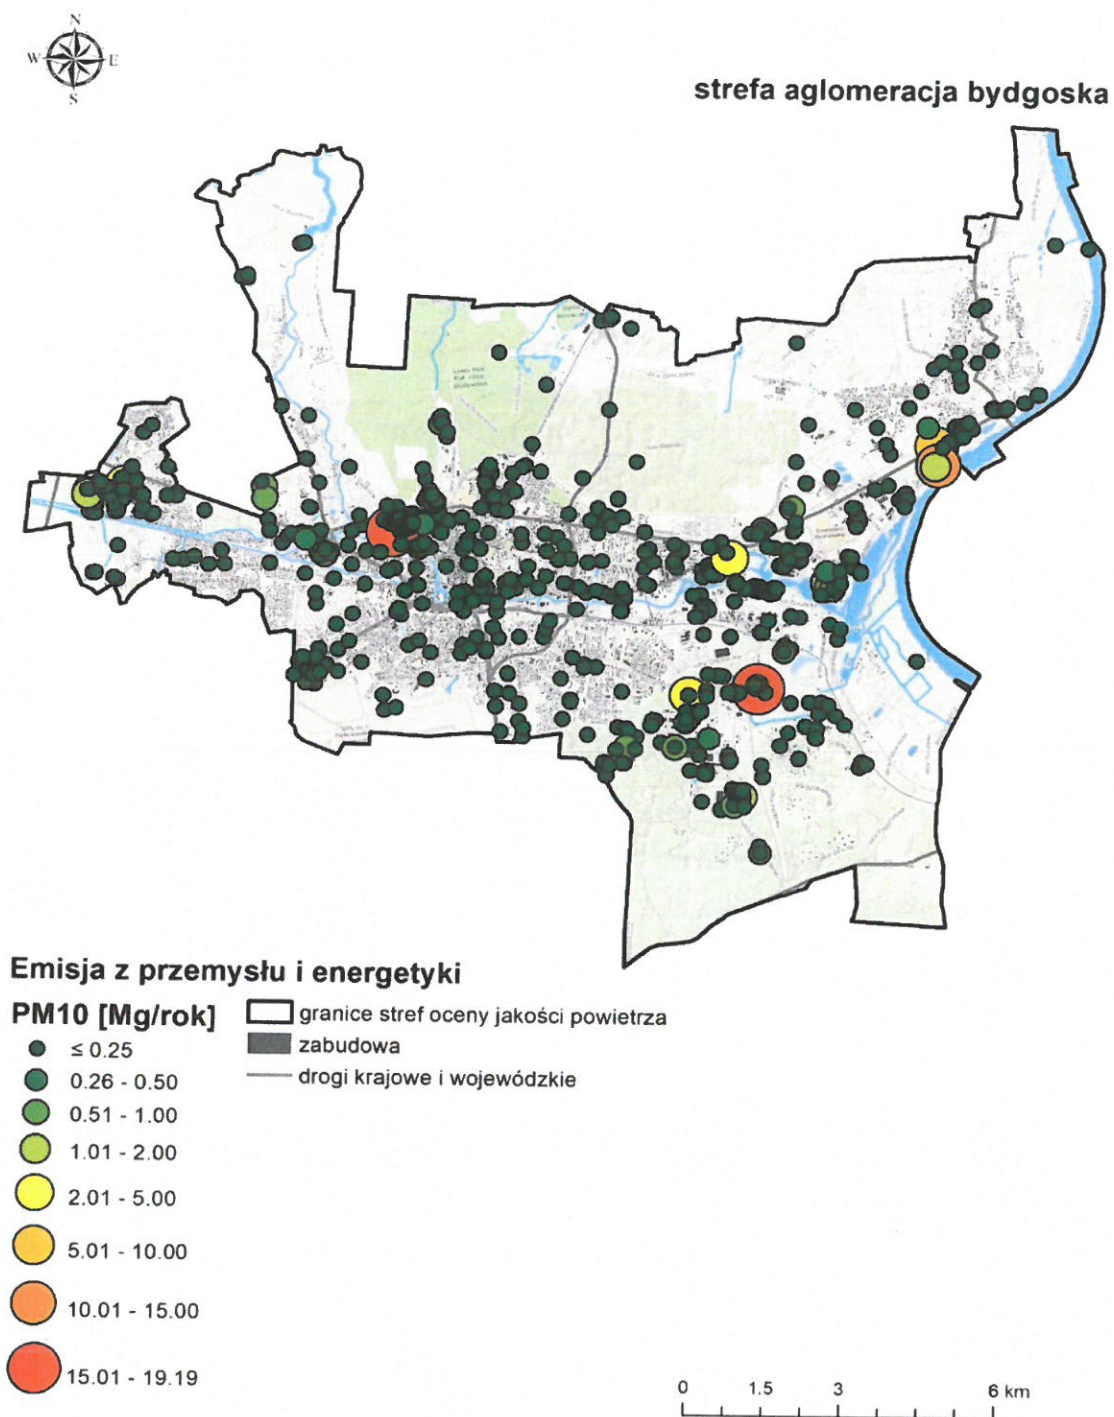 N
W E
S
strefa aglomeracja bydgoska
Emisja z przemysłu i energetyki
PM10 [Mg/rok]
≤ 0.25
0.26 - 0.50
0.51 - 1.00
1.01 - 2.00
2.01 - 5.00
5.01 - 10.00
10.01 - 15.00
15.01 - 19.19
granice stref oceny jakości powietrza
zabudowa
drogi krajowe i wojewódzkie
0 1.5 3 6 km